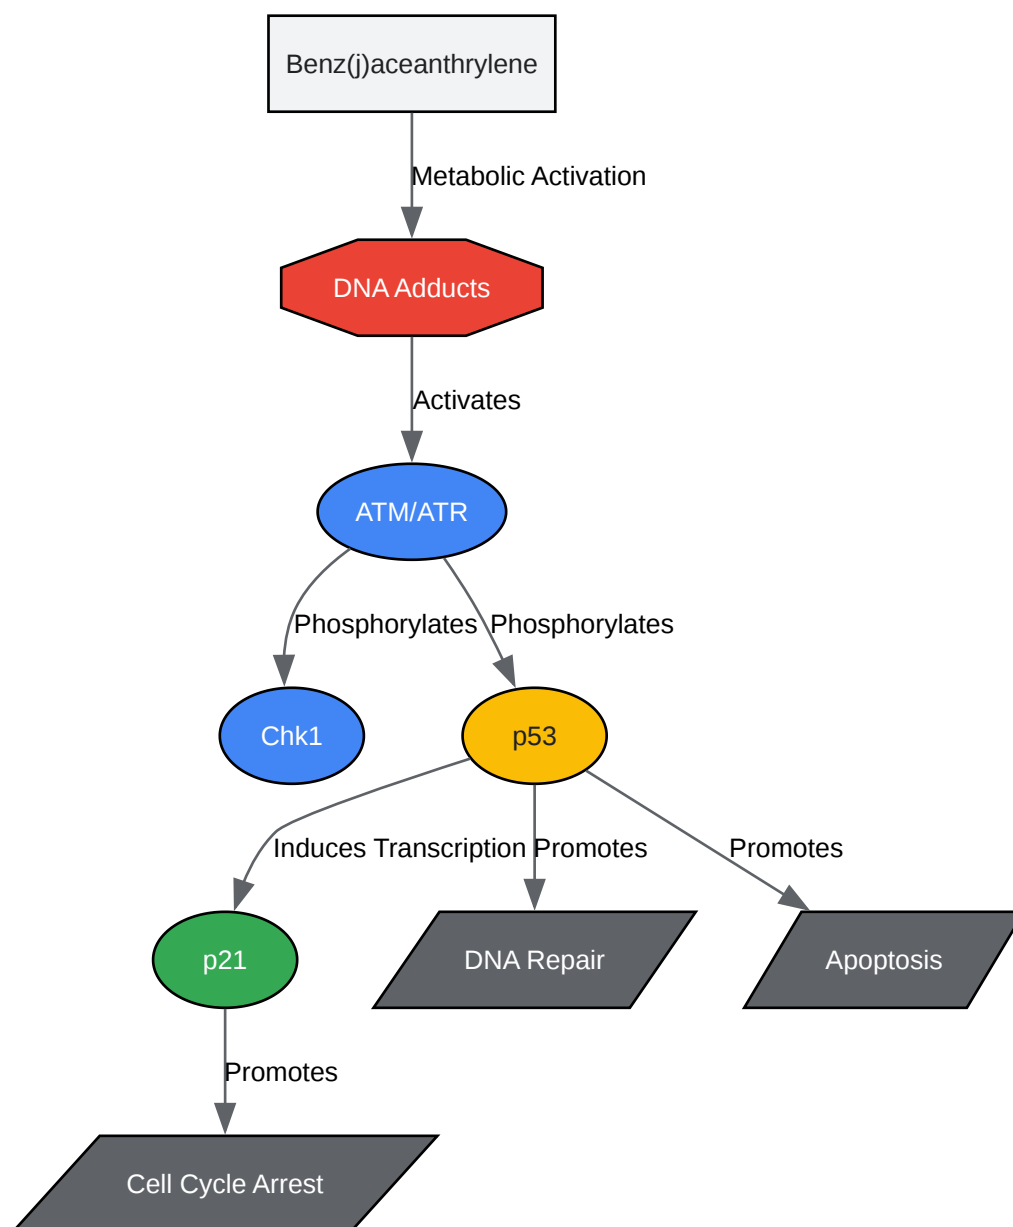 Benz(j)aceanthrylene
Metabolic Activation
DNA Adducts
Activates
ATM/ATR
Phosphorylates
Phosphorylates
Chk1
p53
Induces Transcription
Promotes
Promotes
p21
DNA Repair
Apoptosis
Promotes
Cell Cycle Arrest